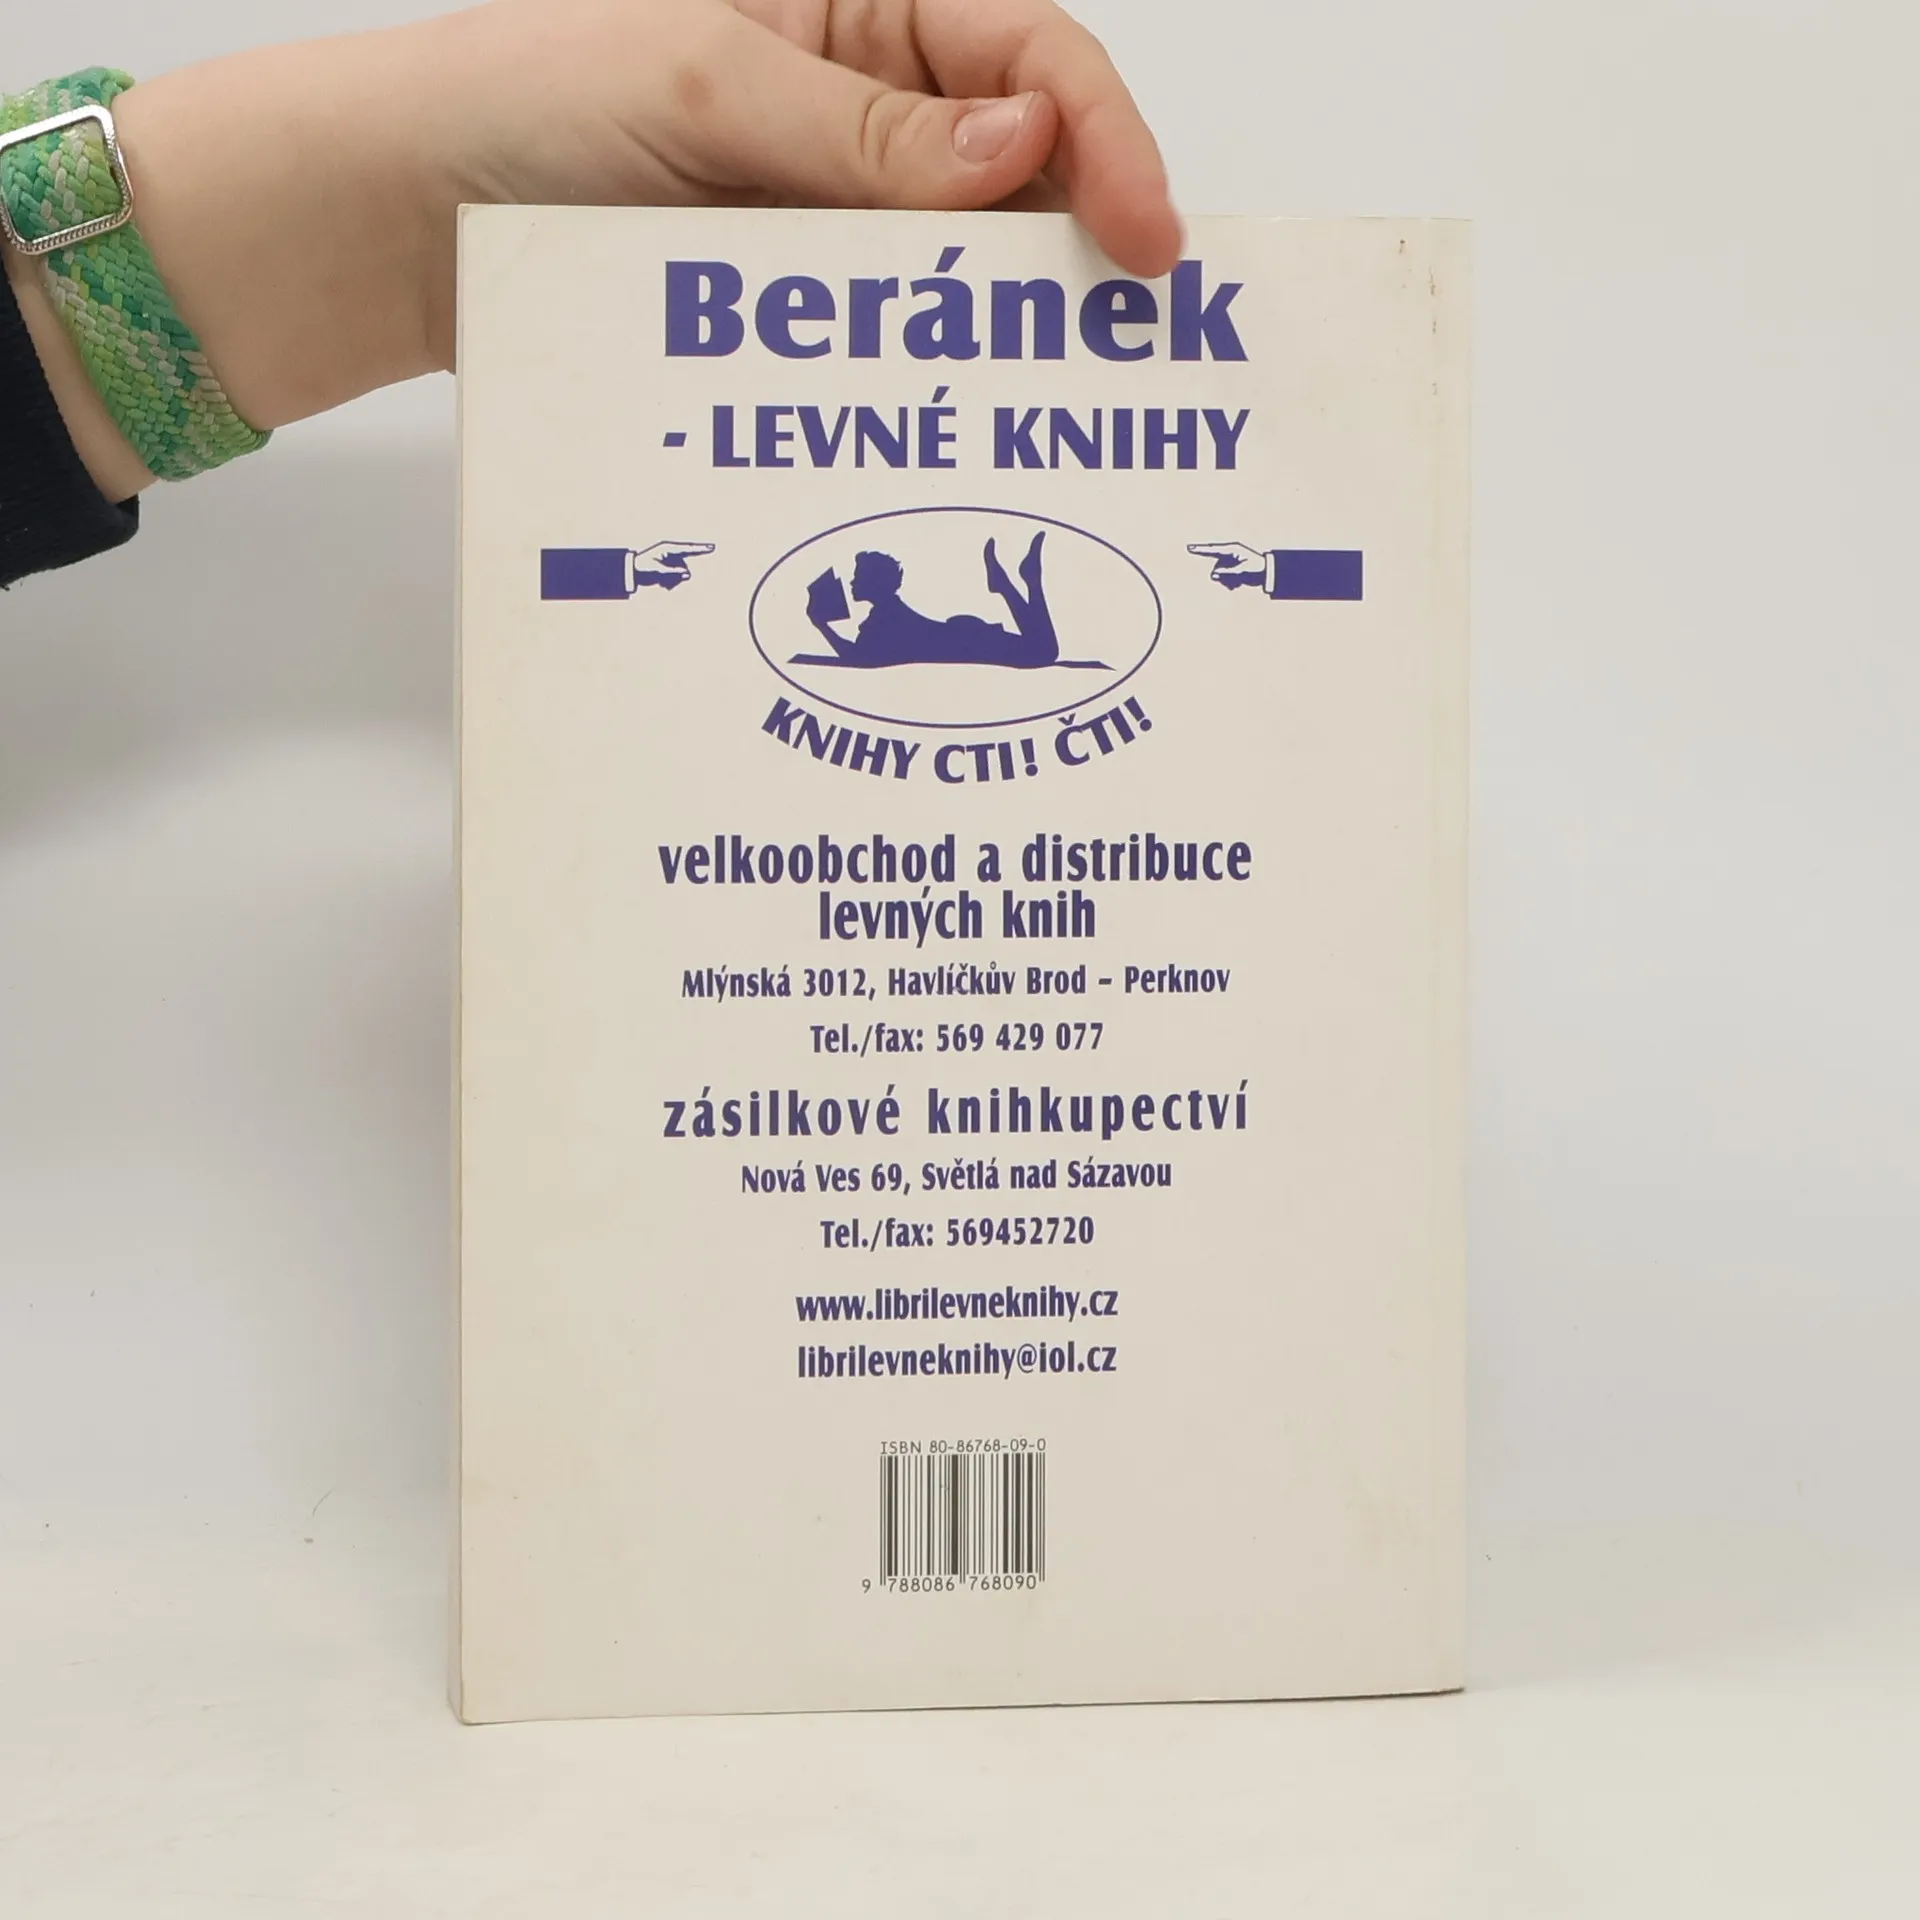 Beránek
- LEVNÉ KNIHY
KNIHY CTI! ČTI!
velkoobchod a distribuce
levných knih
Mlýnská 3012, Havlíčkův Brod – Perknov
Tel./fax: 569 429 077
zásilkové knihkupectví
Nová Ves 69, Světlá nad Sázavou
Tel./fax: 569452720
www.librilevneknihy.cz
librilevneknihy@iol.cz
ISBN 80-86768-09-0
9 788086 768090